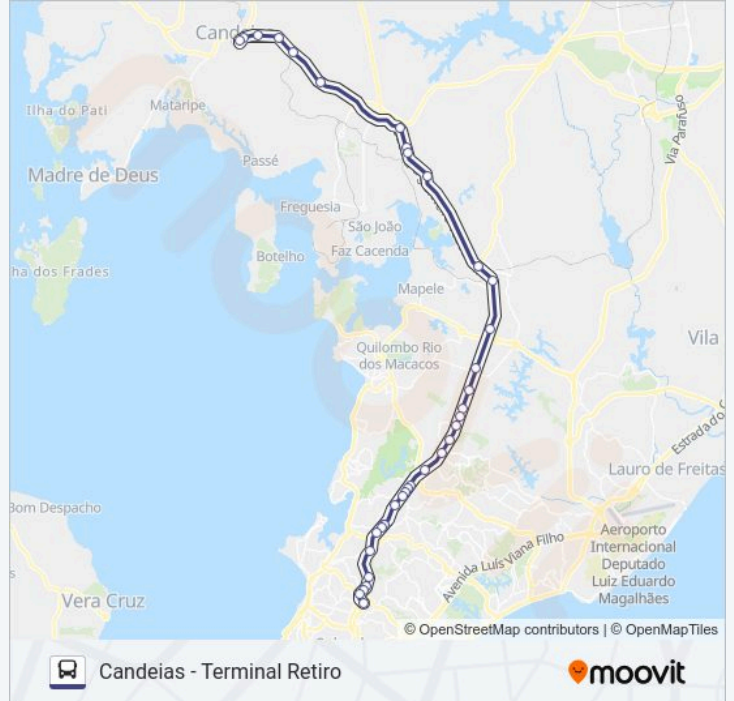 Cande
Ilha do Pati
Mataripe
Via Parafuso
Madre de Deus
Passé
Freguesia
São João
Faz Cacenda
Botelho
ha dos Frades
Mapele
Quilombo Rio
dos Macacos
Vila
Estrada do C
Lauro de Freitas
Bom Despacho
Aeroporto
Internacional
Deputado
Luiz Eduardo
Magalhães
Avenida Luís Viana Filho
s
Vera Cruz
© OpenStreetMap contributors | © OpenMapTiles
Candeias - Terminal Retiro
moovit